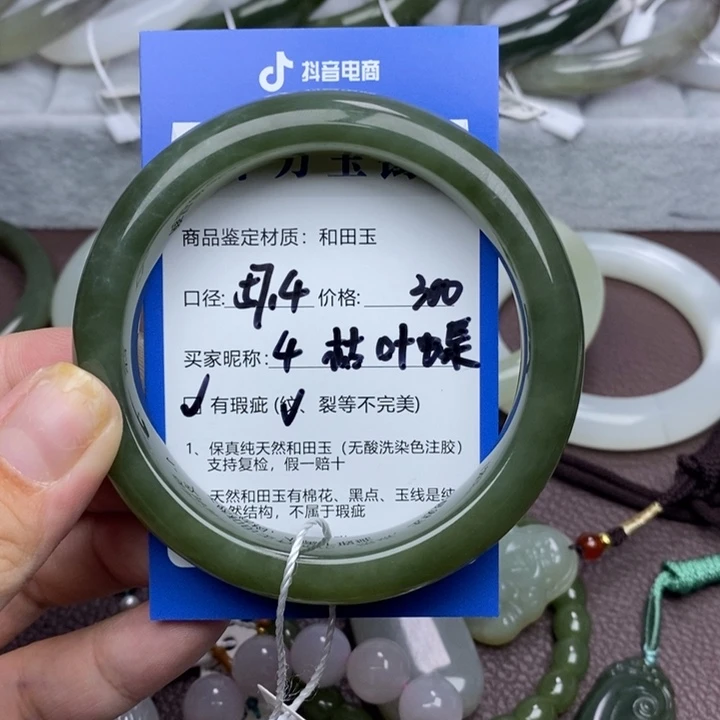 抖音电商
商品鉴定材质：和田玉
口径: 价格: 300
买家昵称: 4 枯叶蝶
✓ 有瑕疵 (纹、裂等不完美)
1、保真纯天然和田玉（无酸洗染色注胶）
支持复检，假一赔十
天然和田玉有棉花、黑点、玉线是纯
天然结构，不属于瑕疵